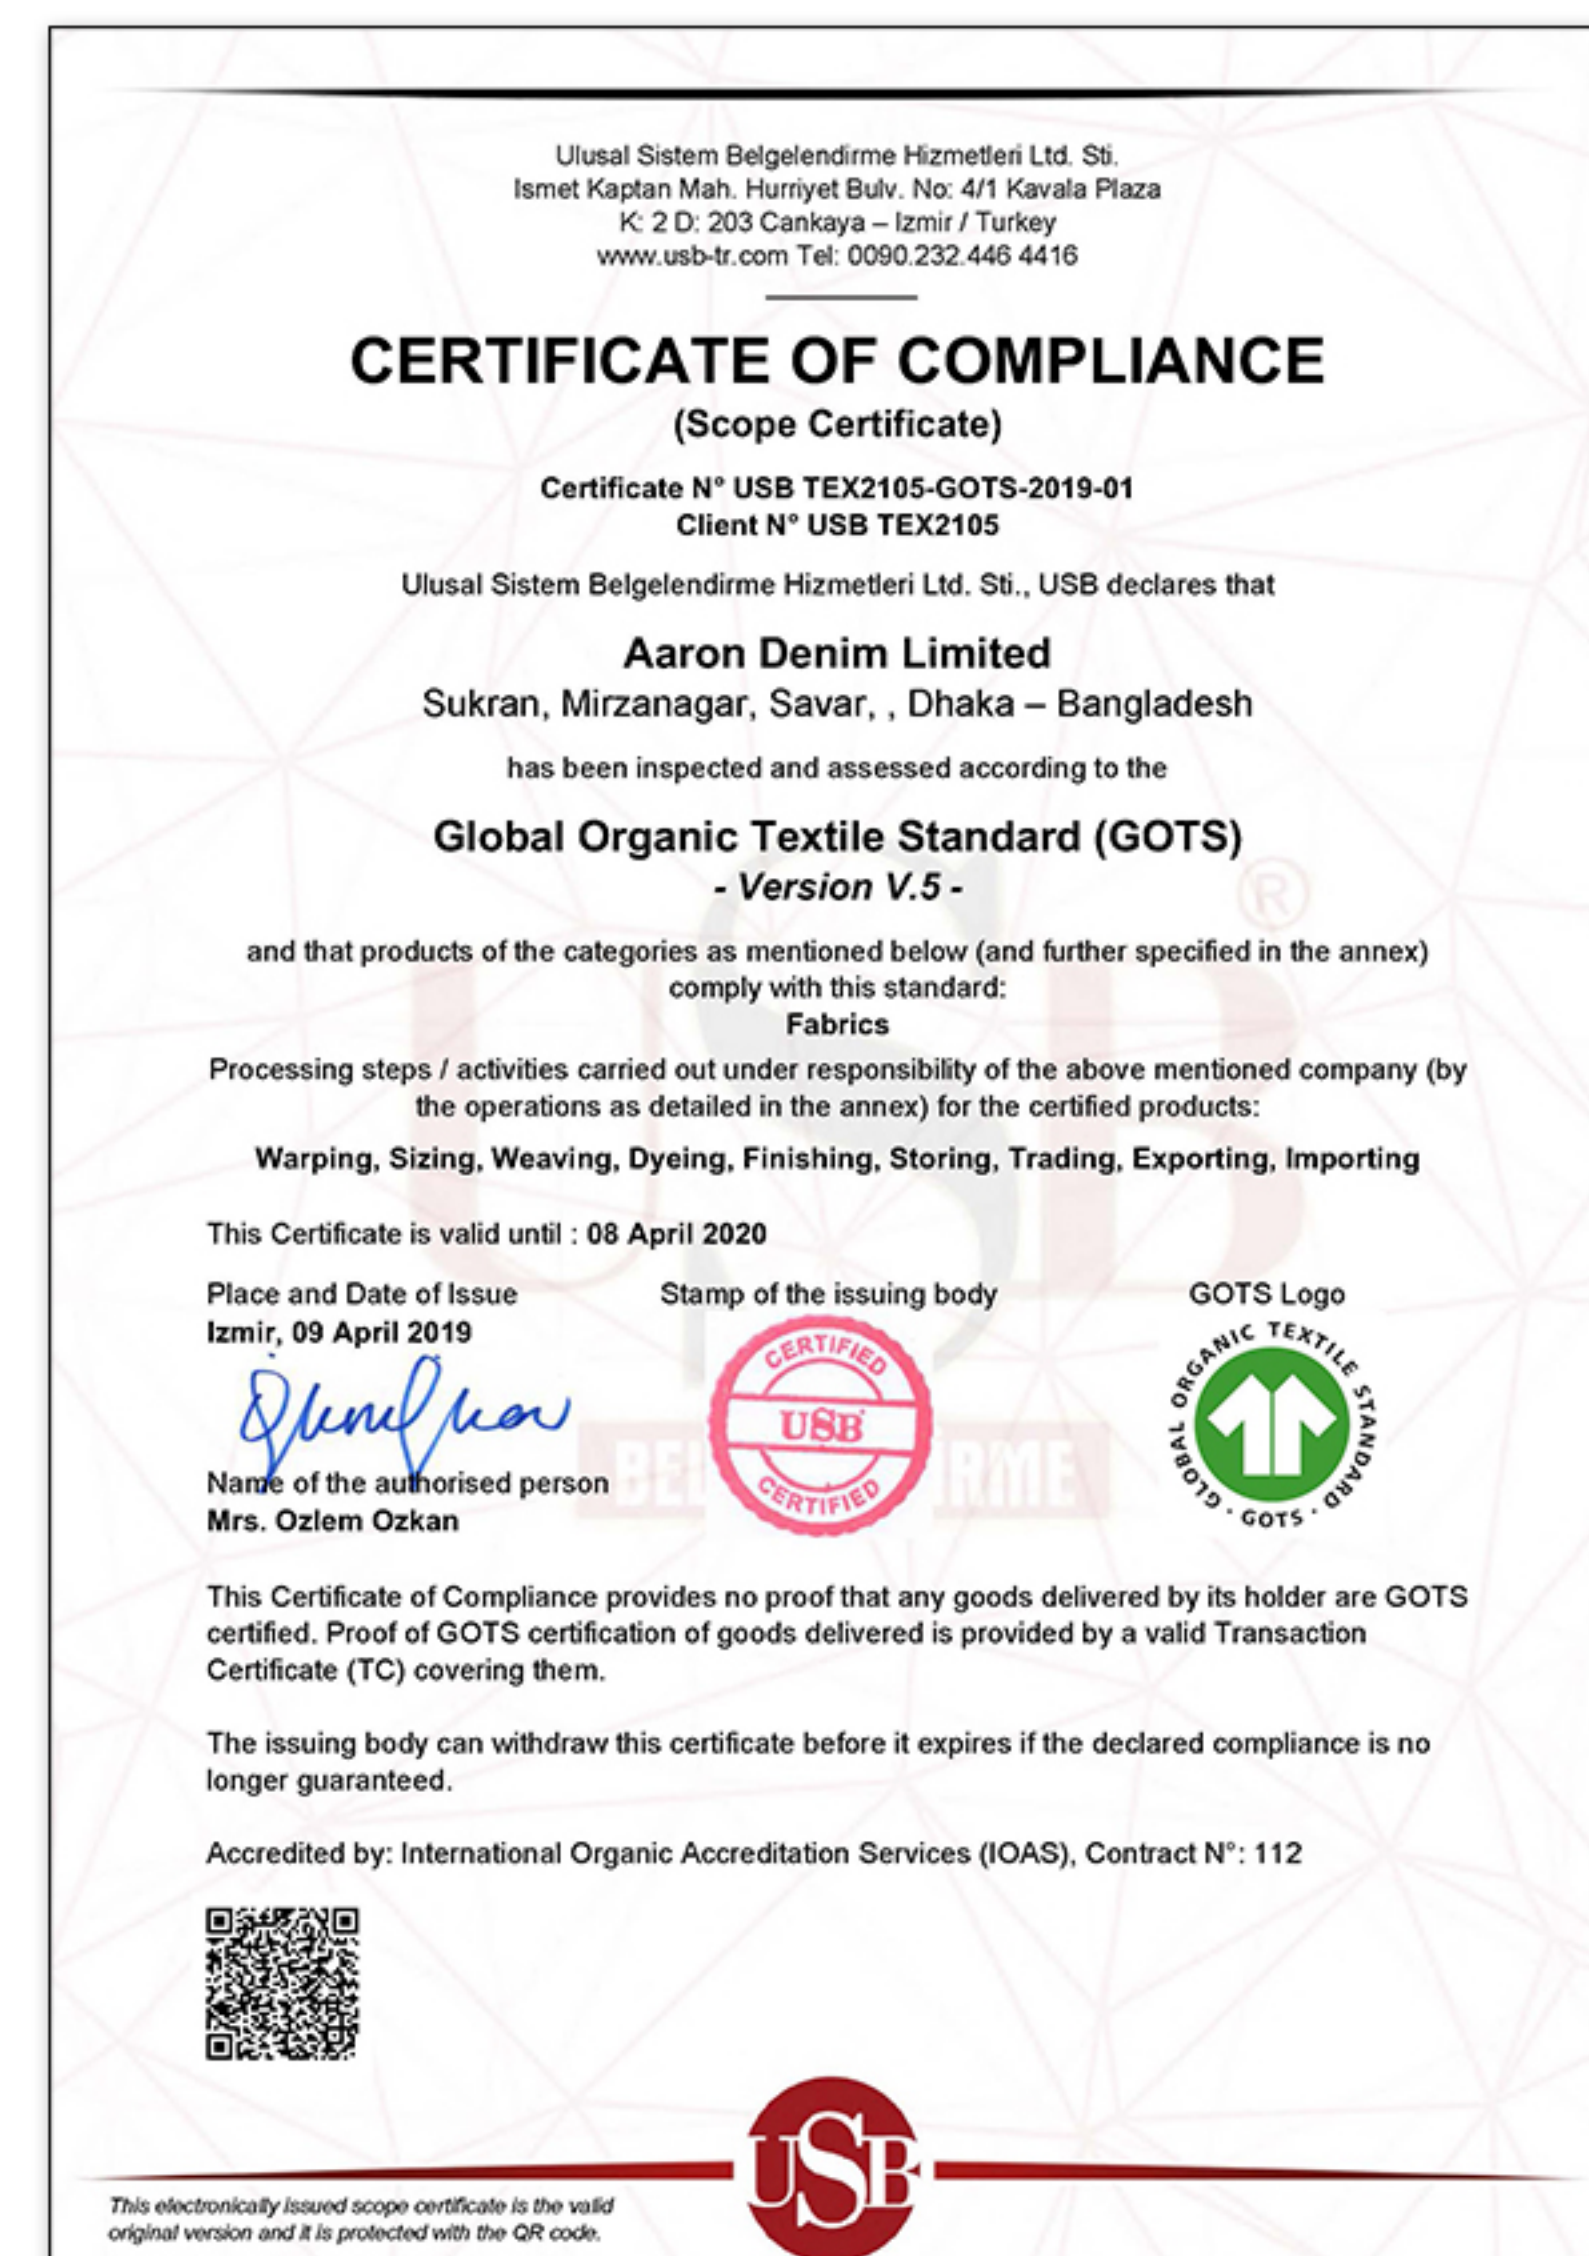 Ulusal Sistem Belgelendirme Hizmetleri Ltd. Sti.
Ismet Kaptan Mah. Hurriyet Bulv. No: 4/1 Kavala Plaza
K: 2 D: 203 Cankaya – Izmir / Turkey
www.usb-tr.com Tel: 0090.232.446 4416
CERTIFICATE OF COMPLIANCE
(Scope Certificate)
Certificate N° USB TEX2105-GOTS-2019-01
Client N° USB TEX2105
Ulusal Sistem Belgelendirme Hizmetleri Ltd. Sti., USB declares that
Aaron Denim Limited
Sukran, Mirzanagar, Savar, , Dhaka – Bangladesh
has been inspected and assessed according to the
Global Organic Textile Standard (GOTS)
- Version V.5 -
and that products of the categories as mentioned below (and further specified in the annex)
comply with this standard:
Fabrics
Processing steps / activities carried out under responsibility of the above mentioned company (by
the operations as detailed in the annex) for the certified products:
Warping, Sizing, Weaving, Dyeing, Finishing, Storing, Trading, Exporting, Importing
This Certificate is valid until : 08 April 2020
Place and Date of Issue
Izmir, 09 April 2019
Stamp of the issuing body
CERTIFIED
USB
CERTIFIED
GOTS Logo
GLOBAL ORGANIC TEXTILE STANDARD · GOTS ·
Name of the authorised person
Mrs. Ozlem Ozkan
This Certificate of Compliance provides no proof that any goods delivered by its holder are GOTS
certified. Proof of GOTS certification of goods delivered is provided by a valid Transaction
Certificate (TC) covering them.
The issuing body can withdraw this certificate before it expires if the declared compliance is no
longer guaranteed.
Accredited by: International Organic Accreditation Services (IOAS), Contract N°: 112
USB
This electronically issued scope certificate is the valid
original version and it is protected with the QR code.